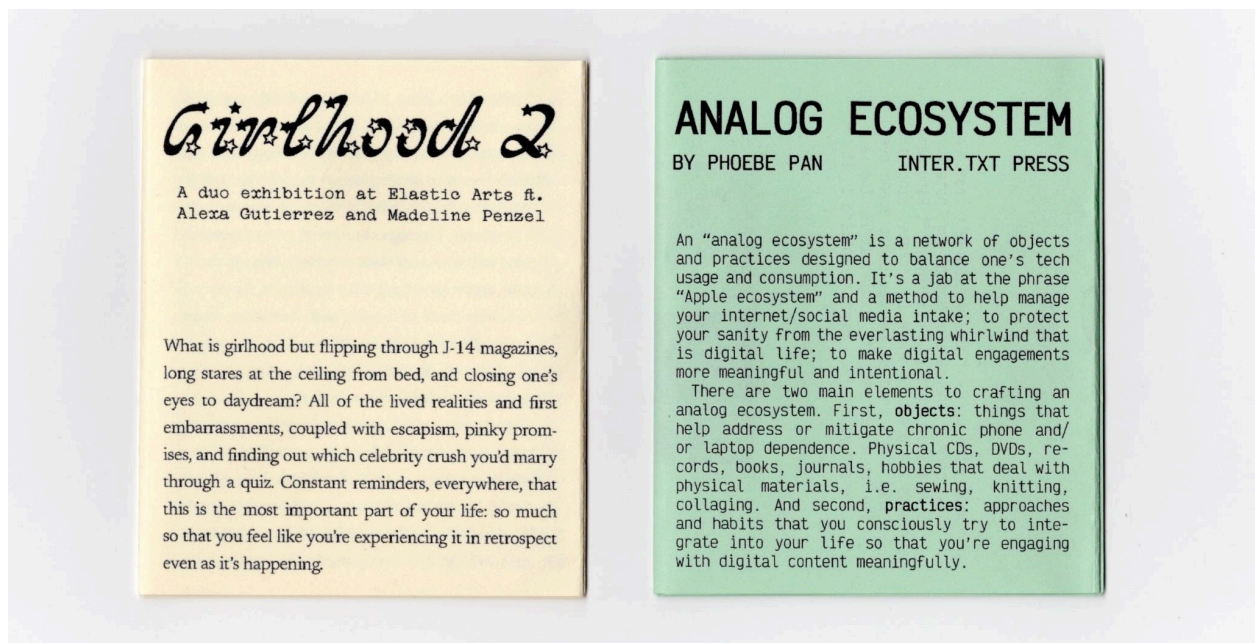 Girlhood 2
A duo exhibition at Elastic Arts ft.
Alexa Gutierrez and Madeline Penzel
What is girlhood but flipping through J-14 magazines,
long stares at the ceiling from bed, and closing one's
eyes to daydream? All of the lived realities and first
embarrassments, coupled with escapism, pinky prom-
ises, and finding out which celebrity crush you'd marry
through a quiz. Constant reminders, everywhere, that
this is the most important part of your life: so much
so that you feel like you're experiencing it in retrospect
even as it's happening.
ANALOG ECOSYSTEM
BY PHOEBE PAN INTER.TXT PRESS
An “analog ecosystem” is a network of objects
and practices designed to balance one's tech
usage and consumption. It's a jab at the phrase
“Apple ecosystem” and a method to help manage
your internet/social media intake; to protect
your sanity from the everlasting whirlwind that
is digital life; to make digital engagements
more meaningful and intentional.
There are two main elements to crafting an
analog ecosystem. First, objects: things that
help address or mitigate chronic phone and/
or laptop dependence. Physical CDs, DVDs, re-
cords, books, journals, hobbies that deal with
physical materials, i.e. sewing, knitting,
collaging. And second, practices: approaches
and habits that you consciously try to inte-
grate into your life so that you're engaging
with digital content meaningfully.